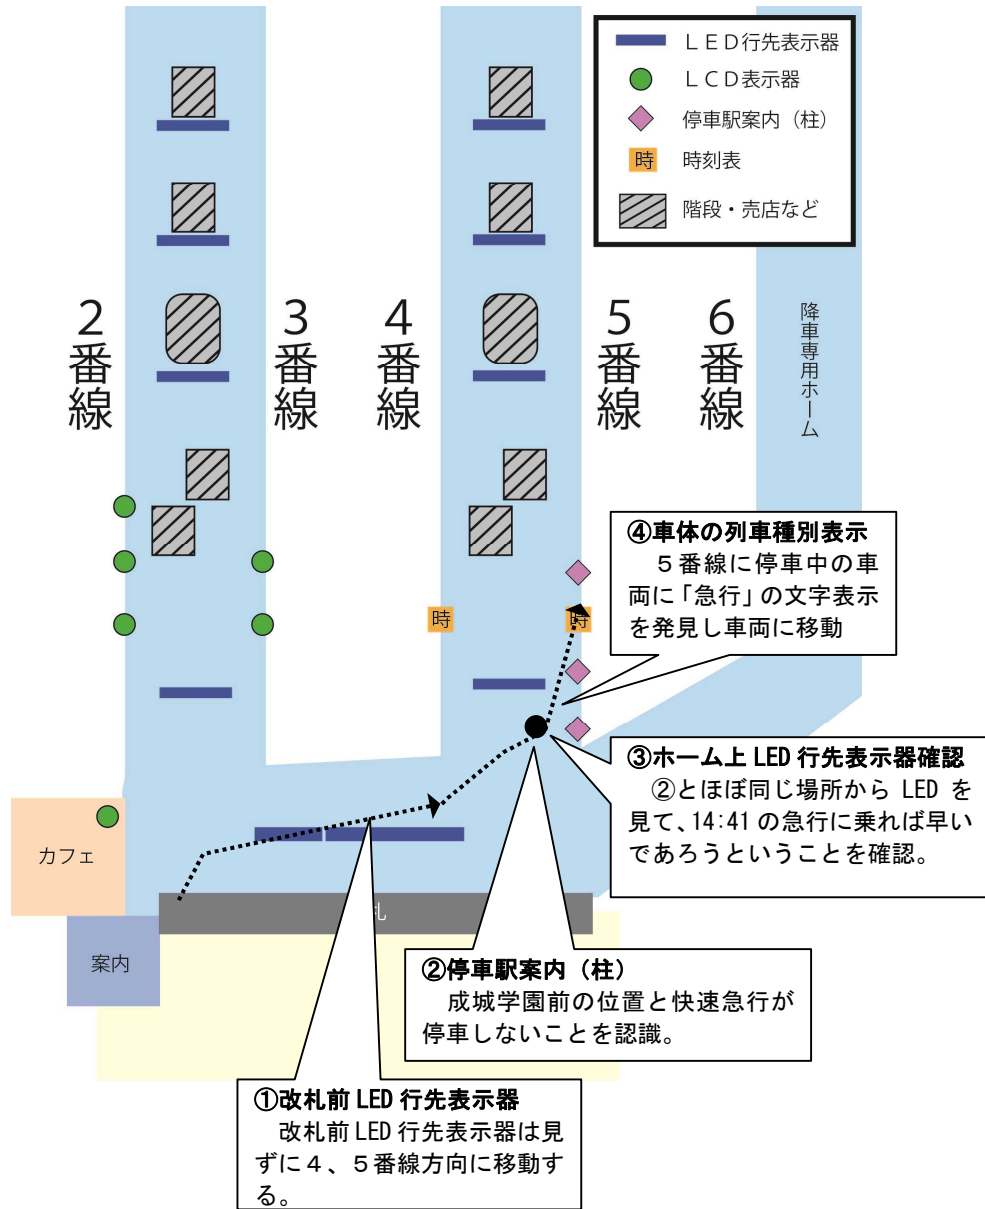 ＬＥＤ行先表示器
ＬＣＤ表示器
停車駅案内（柱）
時 時刻表
階段・売店など
2番線
3番線
4番線
5番線
6番線
降車専用ホーム
時
時
④車体の列車種別表示
５番線に停車中の車
両に「急行」の文字表示
を発見し車両に移動
③ホーム上 LED 行先表示器確認
②とほぼ同じ場所から LED を
見て、14:41 の急行に乗れば早い
であろうということを確認。
カフェ
札
案内
②停車駅案内（柱）
成城学園前の位置と快速急行が
停車しないことを認識。
①改札前 LED 行先表示器
改札前 LED 行先表示器は見
ずに４、５番線方向に移動す
る。